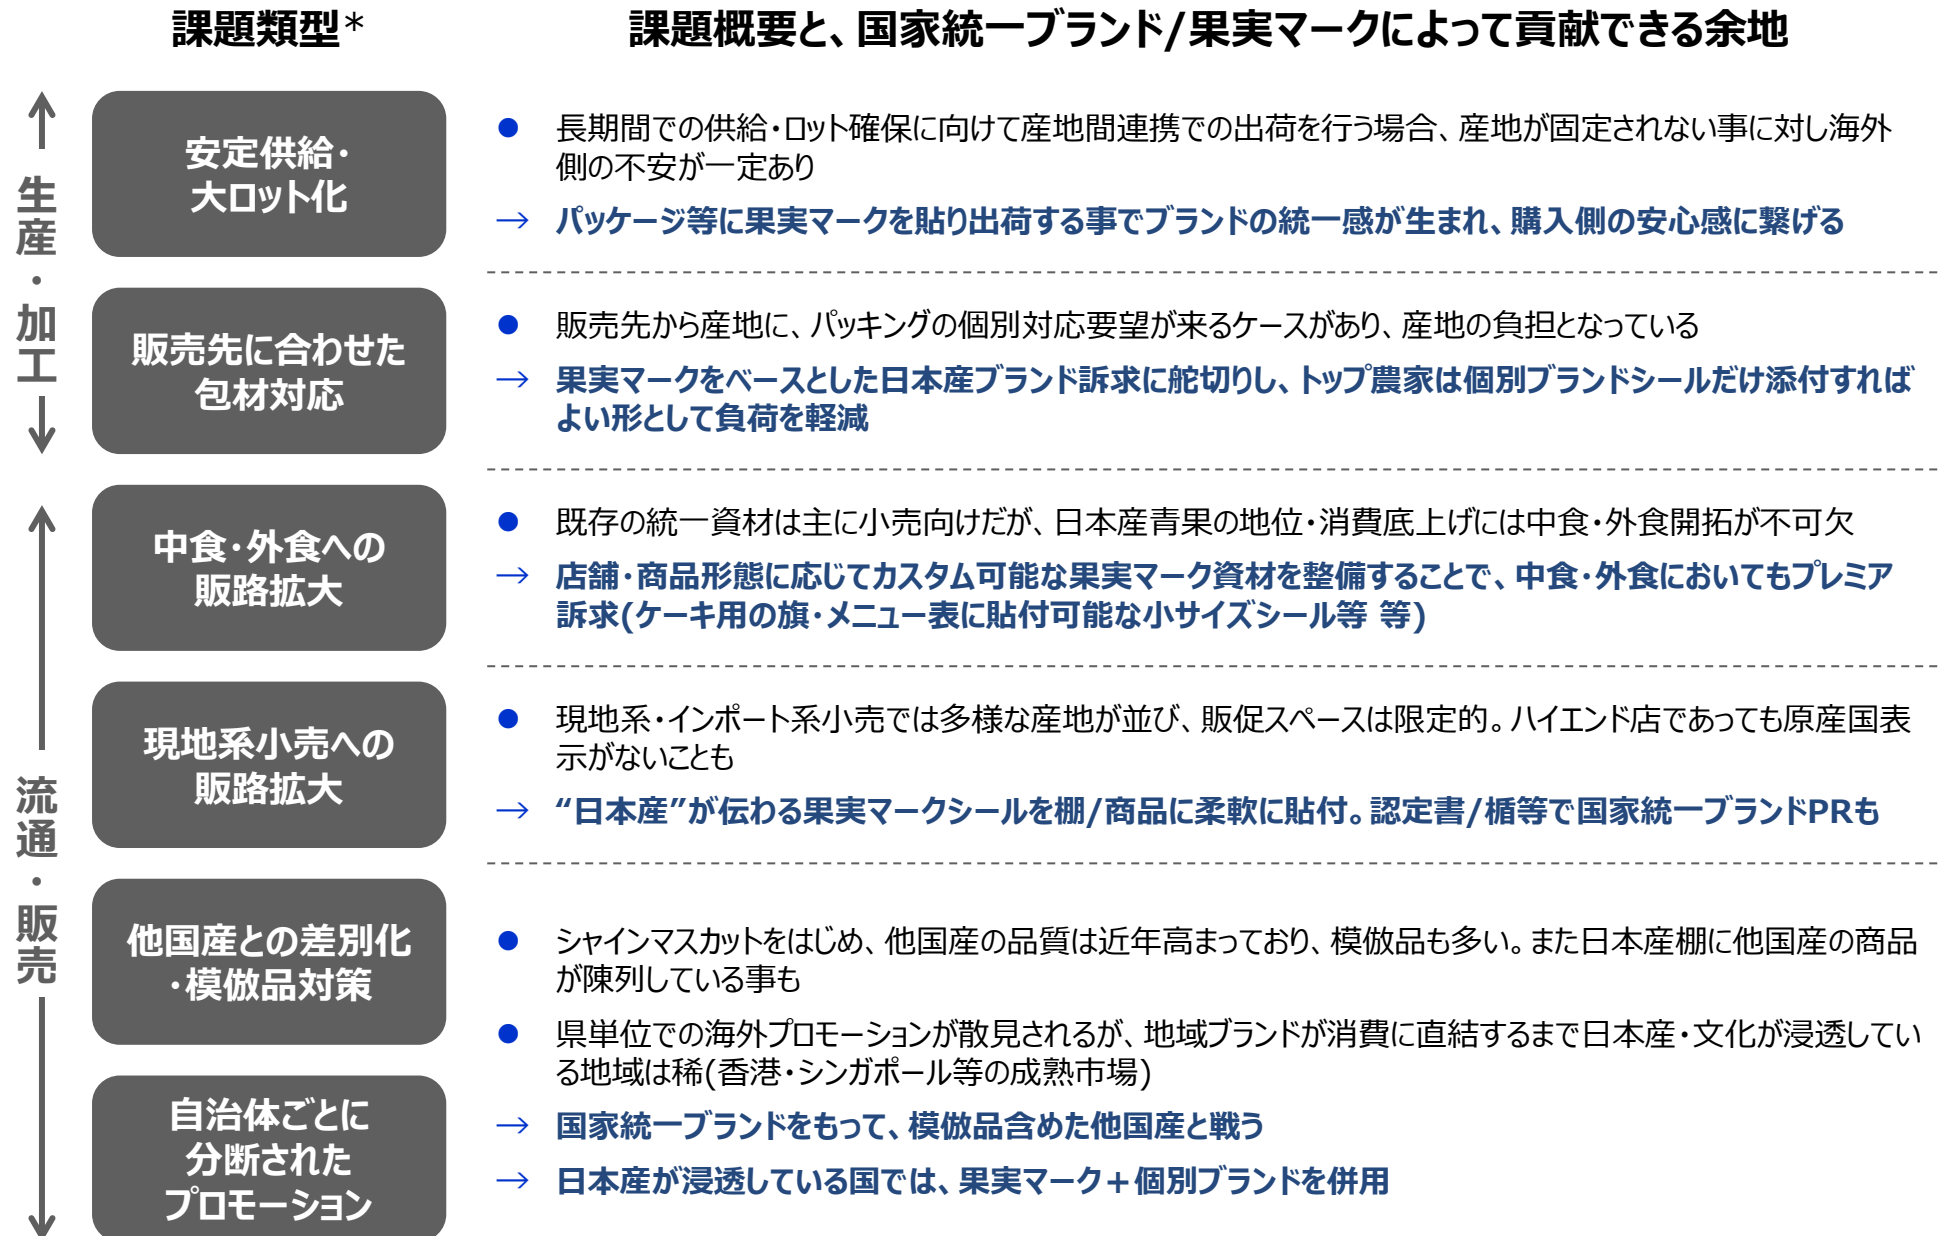 課題類型*
課題概要と、国家統一ブランド/果実マークによって貢献できる余地
生産・加工
安定供給・
大ロット化
● 長期間での供給・ロット確保に向けて産地間連携での出荷を行う場合、産地が固定されない事に対し海外
側の不安が一定あり
→ パッケージ等に果実マークを貼り出荷する事でブランドの統一感が生まれ、購入側の安心感に繋げる
販売先に合わせた
包材対応
● 販売先から産地に、パッキングの個別対応要望が来るケースがあり、産地の負担となっている
→ 果実マークをベースとした日本産ブランド訴求に舵切りし、トップ農家は個別ブランドシールだけ添付すれば
よい形として負荷を軽減
流通・販売
中食・外食への
販路拡大
● 既存の統一資材は主に小売向けだが、日本産青果の地位・消費底上げには中食・外食開拓が不可欠
→ 店舗・商品形態に応じてカスタム可能な果実マーク資材を整備することで、中食・外食においてもプレミア
訴求(ケーキ用の旗・メニュー表に貼付可能な小サイズシール等 等)
現地系小売への
販路拡大
● 現地系・インポート系小売では多様な産地が並び、販促スペースは限定的。ハイエンド店であっても原産国表
示がないことも
→ “日本産”が伝わる果実マークシールを棚/商品に柔軟に貼付。認定書/楯等で国家統一ブランドPRも
他国産との差別化
・模倣品対策
● シャインマスカットをはじめ、他国産の品質は近年高まっており、模倣品も多い。また日本産棚に他国産の商品
が陳列している事も
● 県単位での海外プロモーションが散見されるが、地域ブランドが消費に直結するまで日本産・文化が浸透してい
る地域は稀(香港・シンガポール等の成熟市場)
自治体ごとに
分断された
プロモーション
→ 国家統一ブランドをもって、模倣品含めた他国産と戦う
→ 日本産が浸透している国では、果実マーク+個別ブランドを併用